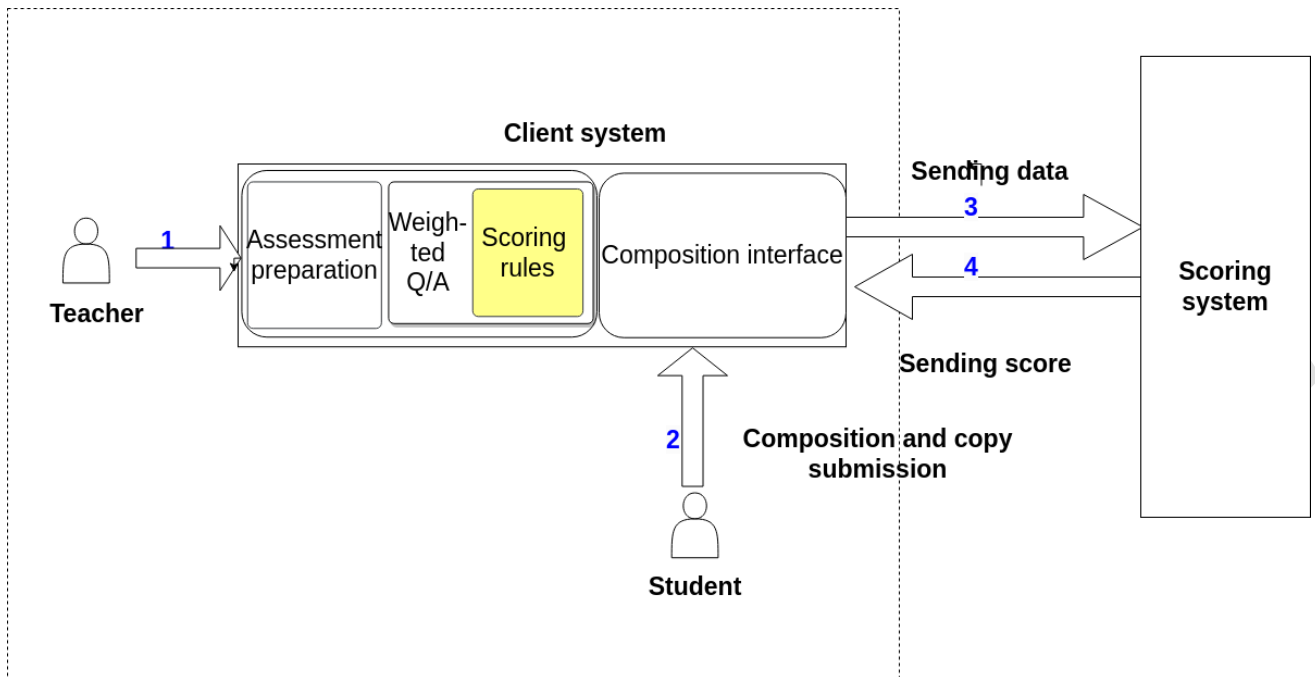 Client system
Sending data
3
1
Assessment
preparation
Weigh-
ted
Q/A
Scoring
rules
Composition interface
4
Scoring
system
Teacher
Sending score
2
Composition and copy
submission
Student